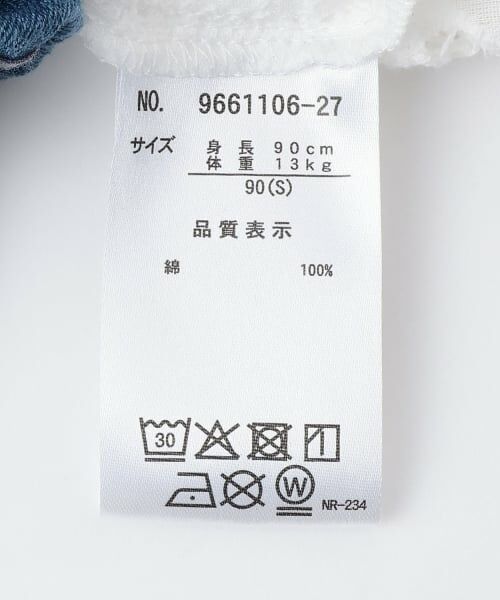 NO. 9661106-27
サイズ 身長 90cm
体重 13kg
90(S)
品質表示
綿 100%
30
W NR-234